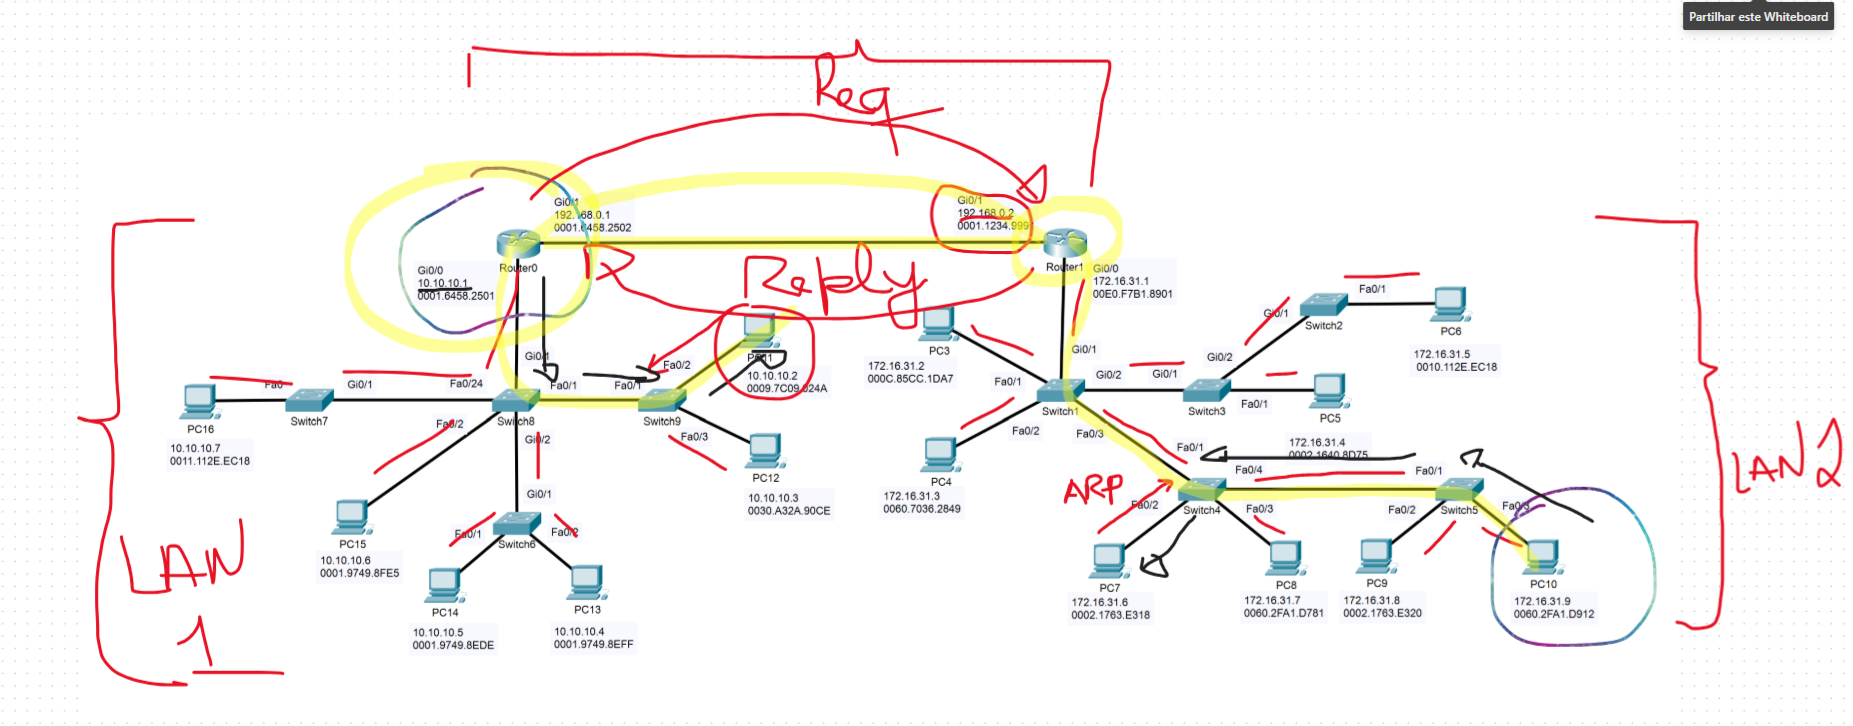 Partilhar este Whiteboard
Req
Gi0/1
192.168.0.1
0001.6458.2502
Gi0/1
192.168.0.2
0001.1234.999
Router0
Router1
Gi0/0
10.10.10.1
0001.6458.2501
Gi0/0
172.16.31.1
00E0.F7B1.8901
Reply
Fa0/1
Gi0/1
Switch2
PC6
172.16.31.5
0010.112E.EC18
PC3
172.16.31.2
000C.85CC.1DA7
Gi0/1
Gi0/2
Gi0/2
Gi0/1
Switch3
Fa0/1
PC5
Fa0/1
Switch1
Fa0/2
Fa0/3
PC4
172.16.31.3
0060.7036.2849
Gi0/1
Fa0/2
PC11
10.10.10.2
0009.7C09.024A
Fa0
Gi0/1
Fa0/24
Fa0/1
Fa0/1
PC16
Switch7
Switch8
Switch9
10.10.10.7
0011.112E.EC18
Fa0/2
Gi0/2
Fa0/3
PC12
10.10.10.3
0030.A32A.90CE
Gi0/1
PC15
10.10.10.6
0001.9749.8FE5
Fa0/1
Switch6
Fa0/2
PC14
10.10.10.5
0001.9749.8EDE
PC13
10.10.10.4
0001.9749.8EFF
LAN
1
172.16.31.4
0002.1640.8D75
Fa0/1
Fa0/4
Fa0/1
ARP
Fa0/2
Switch4
Fa0/3
Fa0/2
Switch5
Fa0/3
PC7
172.16.31.6
0002.1763.E318
PC8
172.16.31.7
0060.2FA1.D781
PC9
172.16.31.8
0002.1763.E320
PC10
172.16.31.9
0060.2FA1.D912
LAN 2